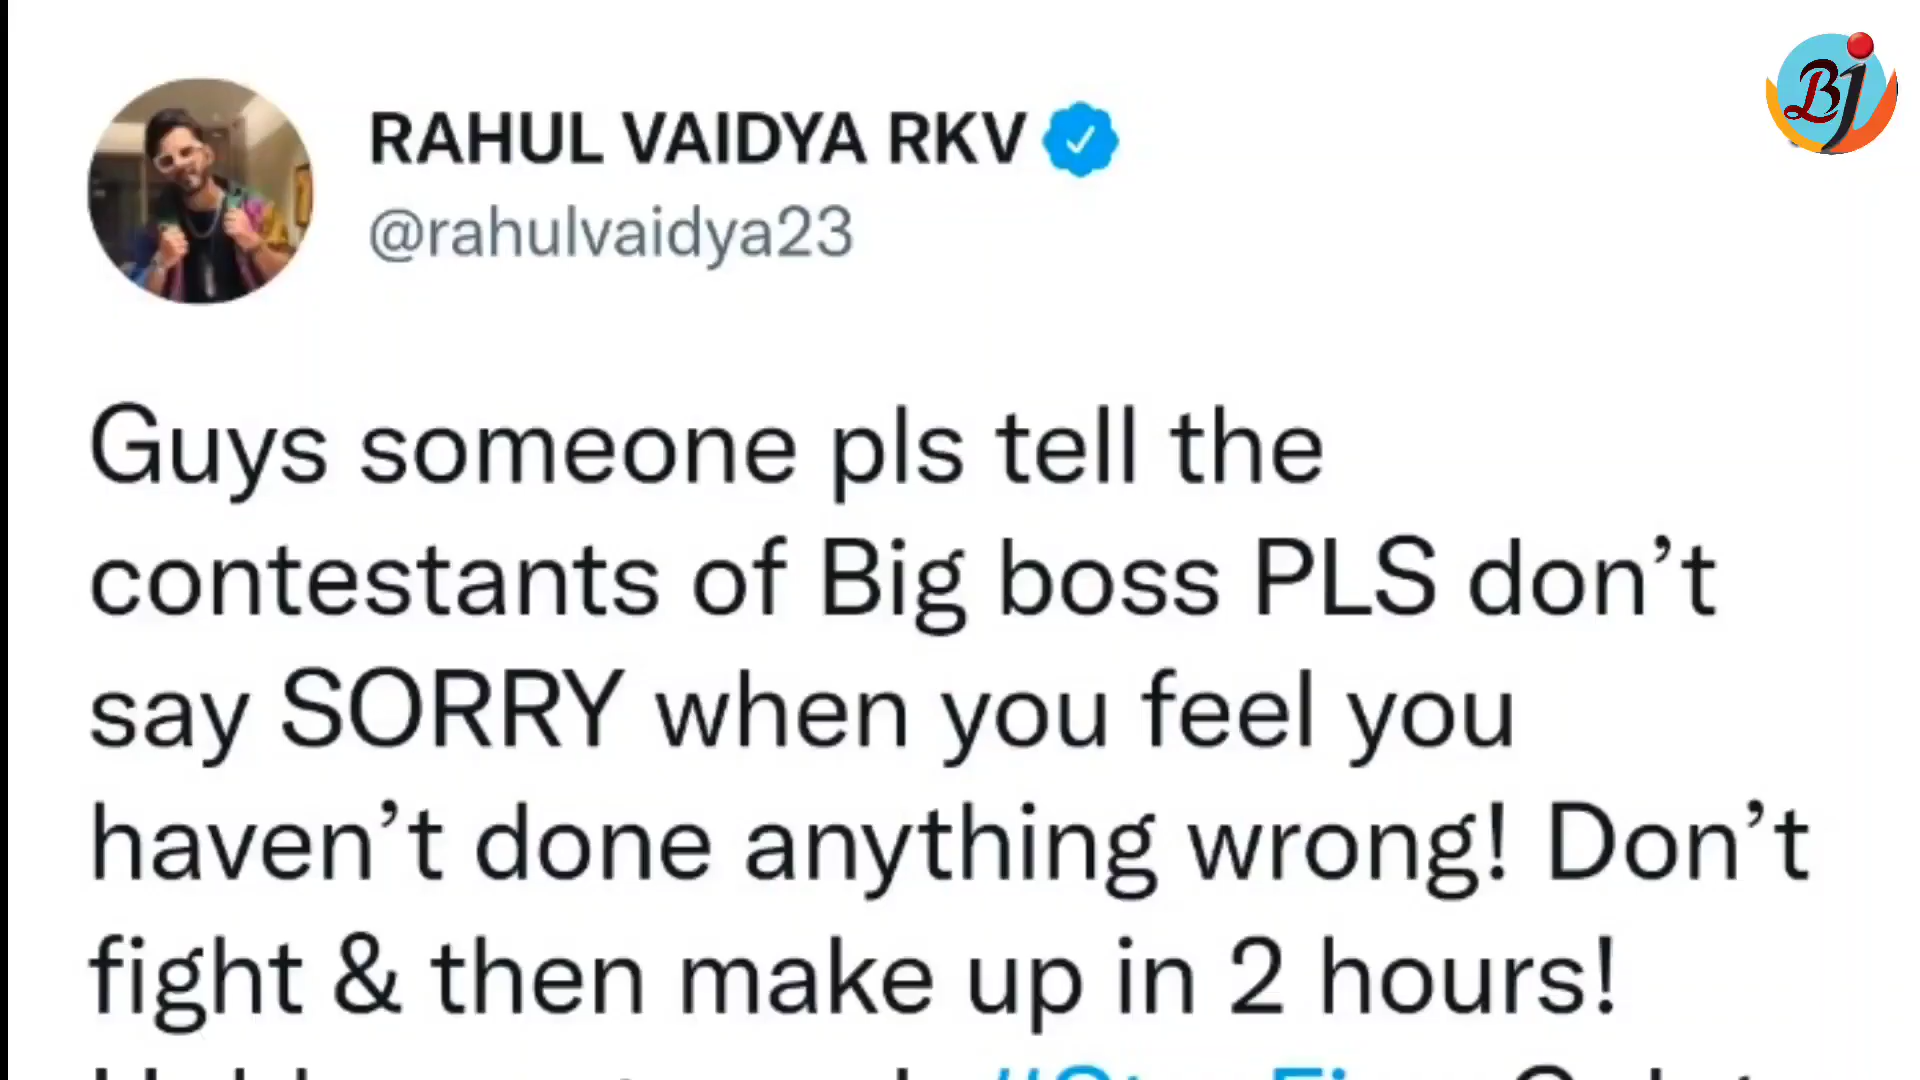 Bj
RAHUL VAIDYA RKV
@rahulvaidya23
Guys someone pls tell the
contestants of Big boss PLS don’t
say SORRY when you feel you
haven’t done anything wrong! Don’t
fight & then make up in 2 hours!